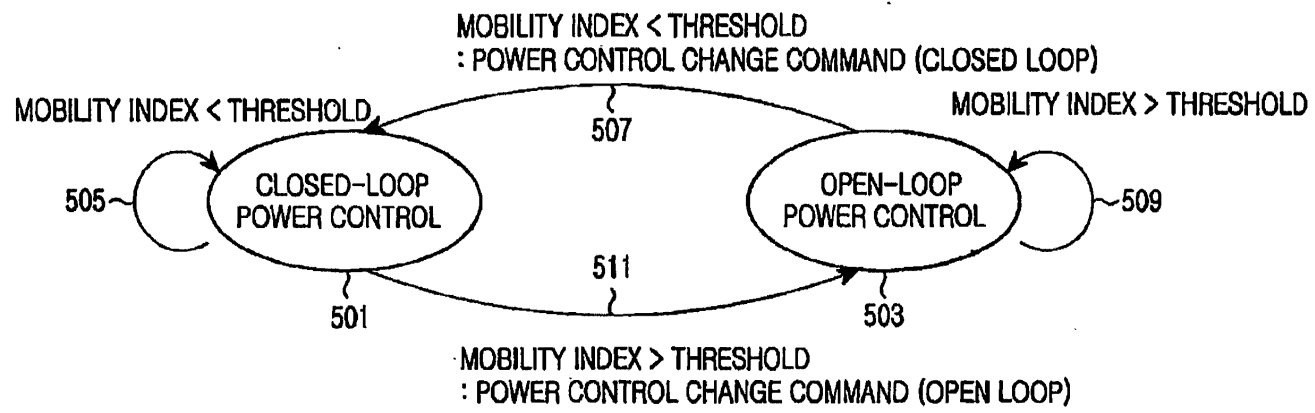 MOBILITY INDEX < THRESHOLD
: POWER CONTROL CHANGE COMMAND (CLOSED LOOP)
MOBILITY INDEX < THRESHOLD
MOBILITY INDEX > THRESHOLD
507
CLOSED-LOOP
POWER CONTROL
OPEN-LOOP
POWER CONTROL
505
509
511
501
503
MOBILITY INDEX > THRESHOLD
: POWER CONTROL CHANGE COMMAND (OPEN LOOP)